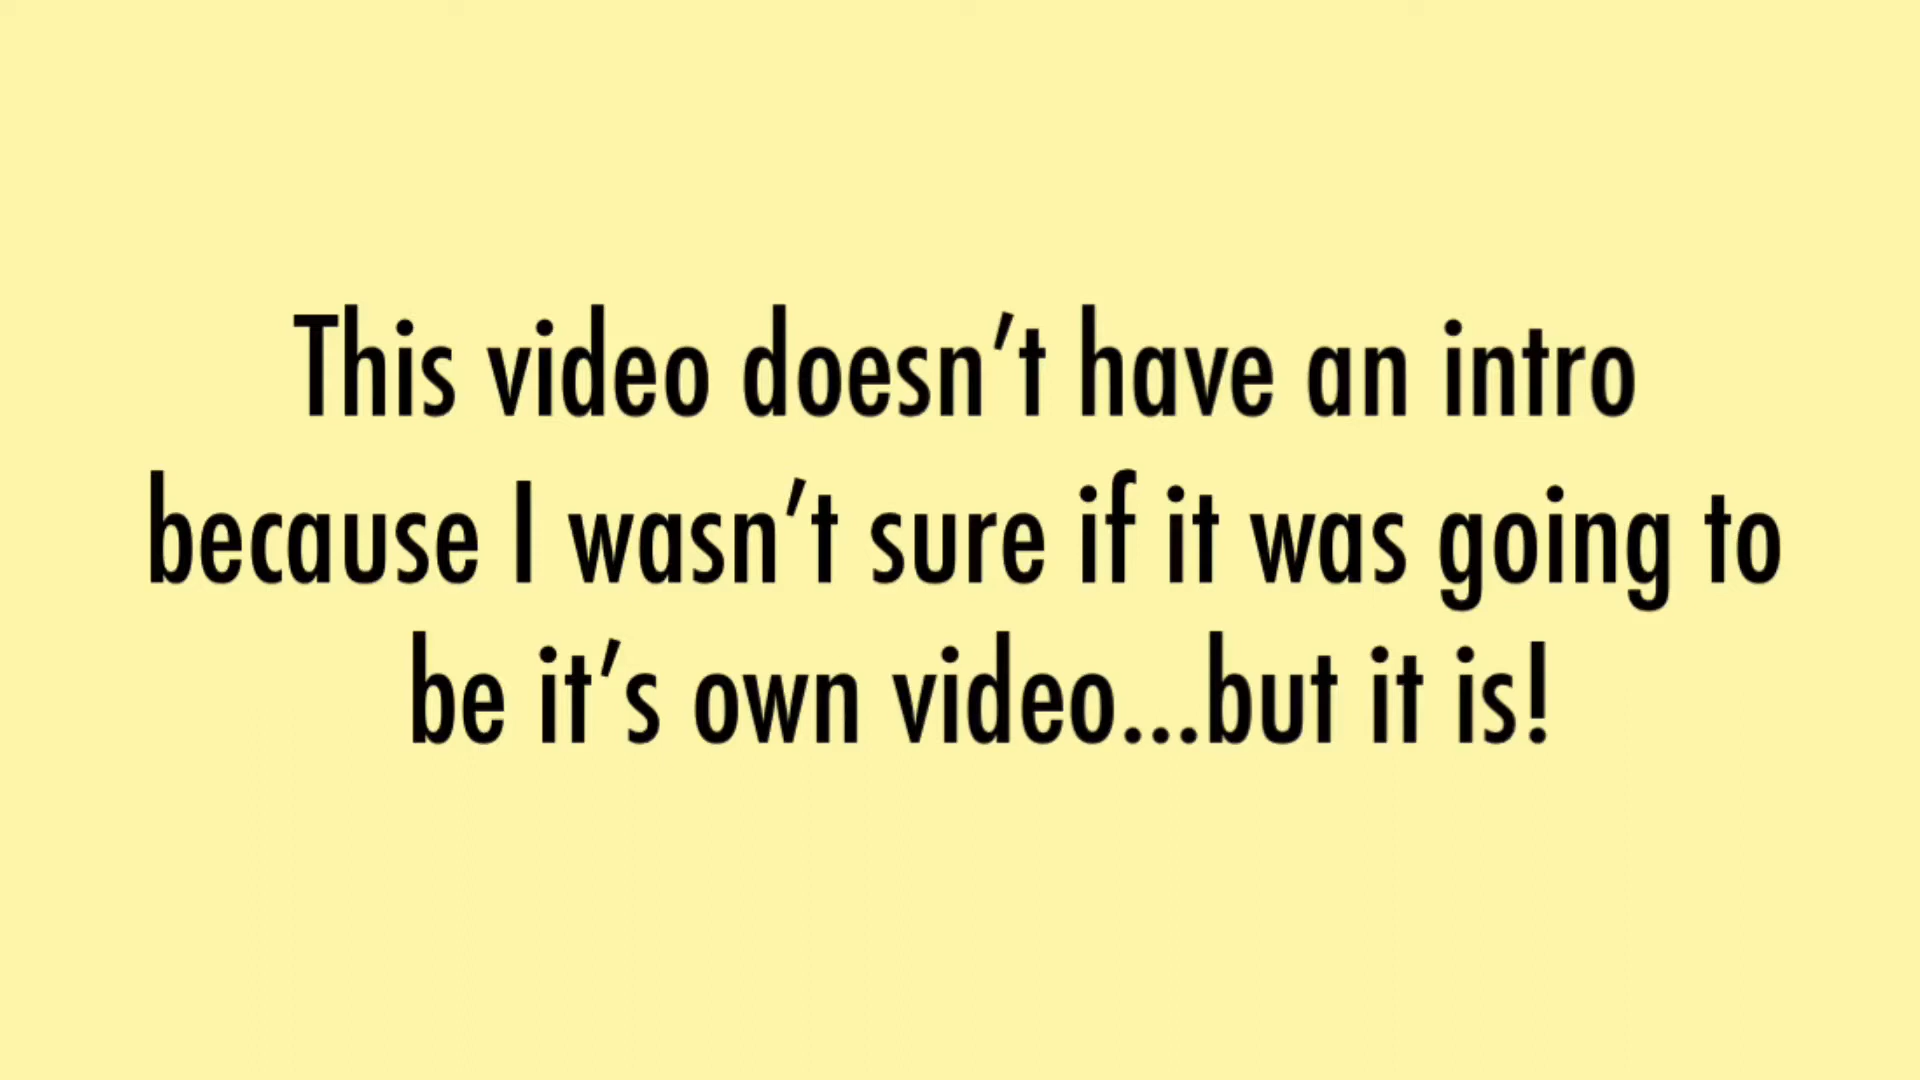 This video doesn’t have an intro
because I wasn’t sure if it was going to
be it’s own video...but it is!